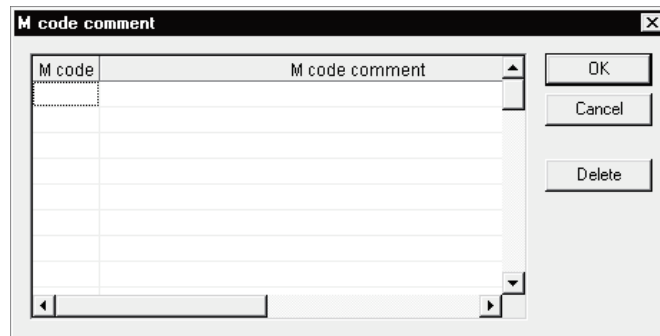 M code comment
M code M code comment
OK
Cancel
Delete